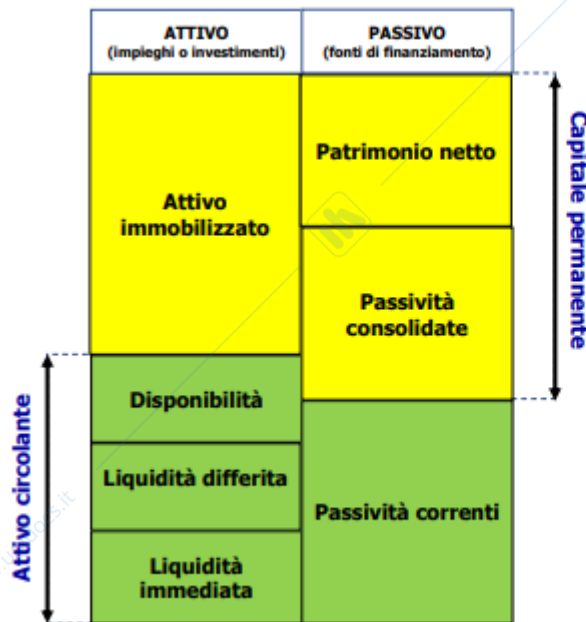 ATTIVO
(impieghi o investimenti)
PASSIVO
(fonti di finanziamento)
Attivo
immobilizzato
Patrimonio netto
Passività
consolidate
Capitale permanente
Disponibilità
Liquidità differita
Liquidità
immediata
Passività correnti
Attivo circolante